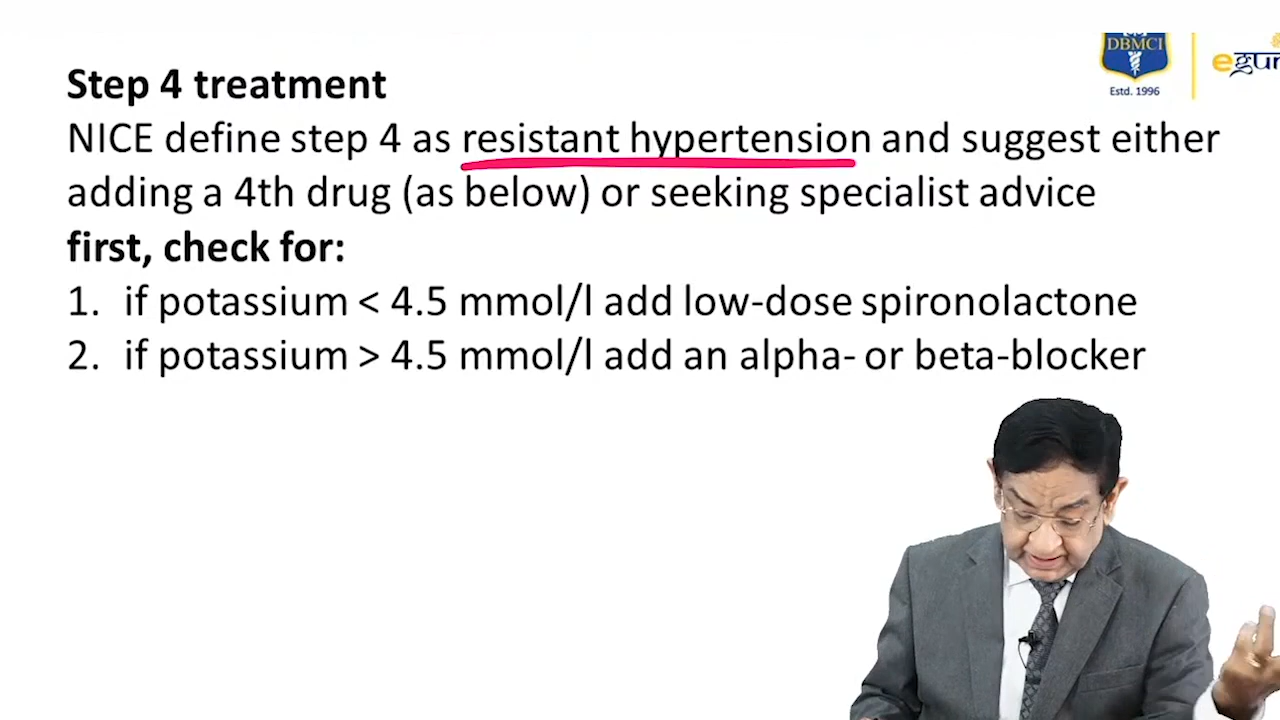 DBMCI
Estd. 1996
Step 4 treatment
NICE define step 4 as resistant hypertension and suggest either
adding a 4th drug (as below) or seeking specialist advice
first, check for:
1. if potassium < 4.5 mmol/l add low-dose spironolactone
2. if potassium > 4.5 mmol/l add an alpha- or beta-blocker